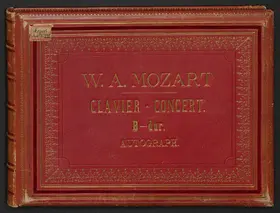 W. A. MOZART
CLAVIER - CONCERT.
B-dur.
AUTOGRAPH.